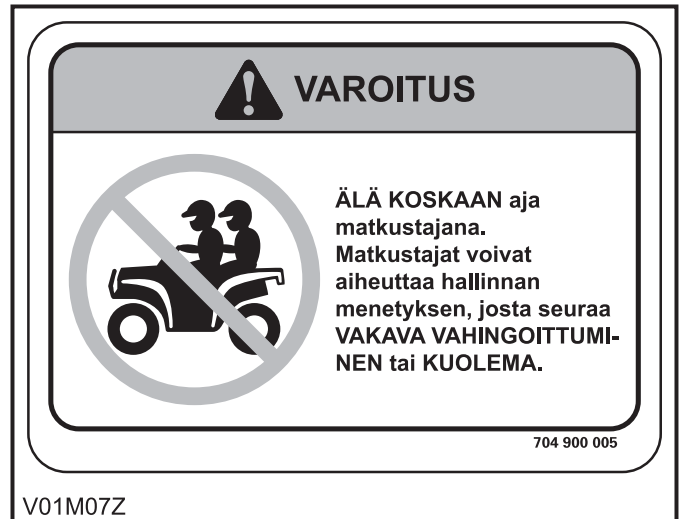 VAROITUS
ÄLÄ KOSKAAN aja
matkustajana.
Matkustajat voivat
aiheuttaa hallinnan
menetyksen, josta seuraa
VAKAVA VAHINGOITTUMI-
NEN tai KUOLEMA.
704 900 005
V01M07Z